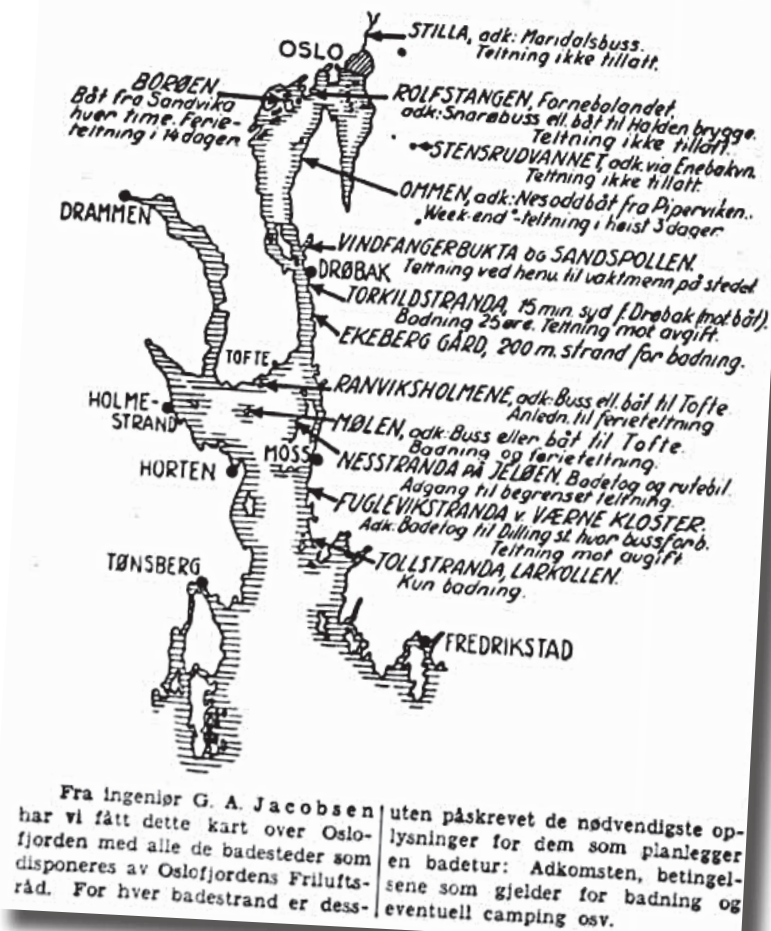 STILLA, adk: Maridalsbuss.
Teltning ikke tillatt.
OSLO
BORØEN
Båt fra Sandvika
hver time. Ferie-
teltning i 14 dager
ROLFSTANGEN, Fornebolandet,
adk: Snarøbuss ell. båt til Halden brygge.
Teltning ikke tillatt.
STENSRUDVANNET, adk. via Enebakvn.
Teltning ikke tillatt
OMMEN, adk: Nesoddbåt fra Piperviken.
"Week-end"-teltning i høist 3 dager.
DRAMMEN
VINDFANGERBUKTA og SANDSPOLLEN.
Teltning ved henv. til vaktmenn på stedet
DRØBAK
TORKILDSTRANDA, 15 min. syd f. Drøbak (mot.båt).
Badning 25 øre. Teltning mot avgift.
EKEBERG GÅRD, 200 m. strand for badning.
TOFTE
RANVIKSHOLMENE, adk: Buss ell. båt til Tofte
Anledn. til ferieteltning
HOLME-
STRAND
MØLEN, adk: Buss eller båt til Tofte.
Badning og ferieteltning.
MOSS
NESSTRANDA PÅ JELØEN. Badetog og rutebil.
Adgang til begrenset teltning.
HORTEN
FUGLEVIKSTRANDA v. VÆRNE KLOSTER.
Adk: Badetog til Dilling st. hvor bussforb.
Teltning mot avgift
TOLLSTRANDA, LARKOLLEN.
Kun badning.
TØNSBERG
FREDRIKSTAD
Fra ingeniør G. A. Jacobsen
har vi fått dette kart over Oslo-
fjorden med alle de badesteder som
disponeres av Oslofjordens Frilufts-
råd. For hver badestrand er dess-
uten påskrevet de nødvendigste op-
lysninger for dem som planlegger
en badetur: Adkomsten, betingel-
sene som gjelder for badning og
eventuell camping osv.